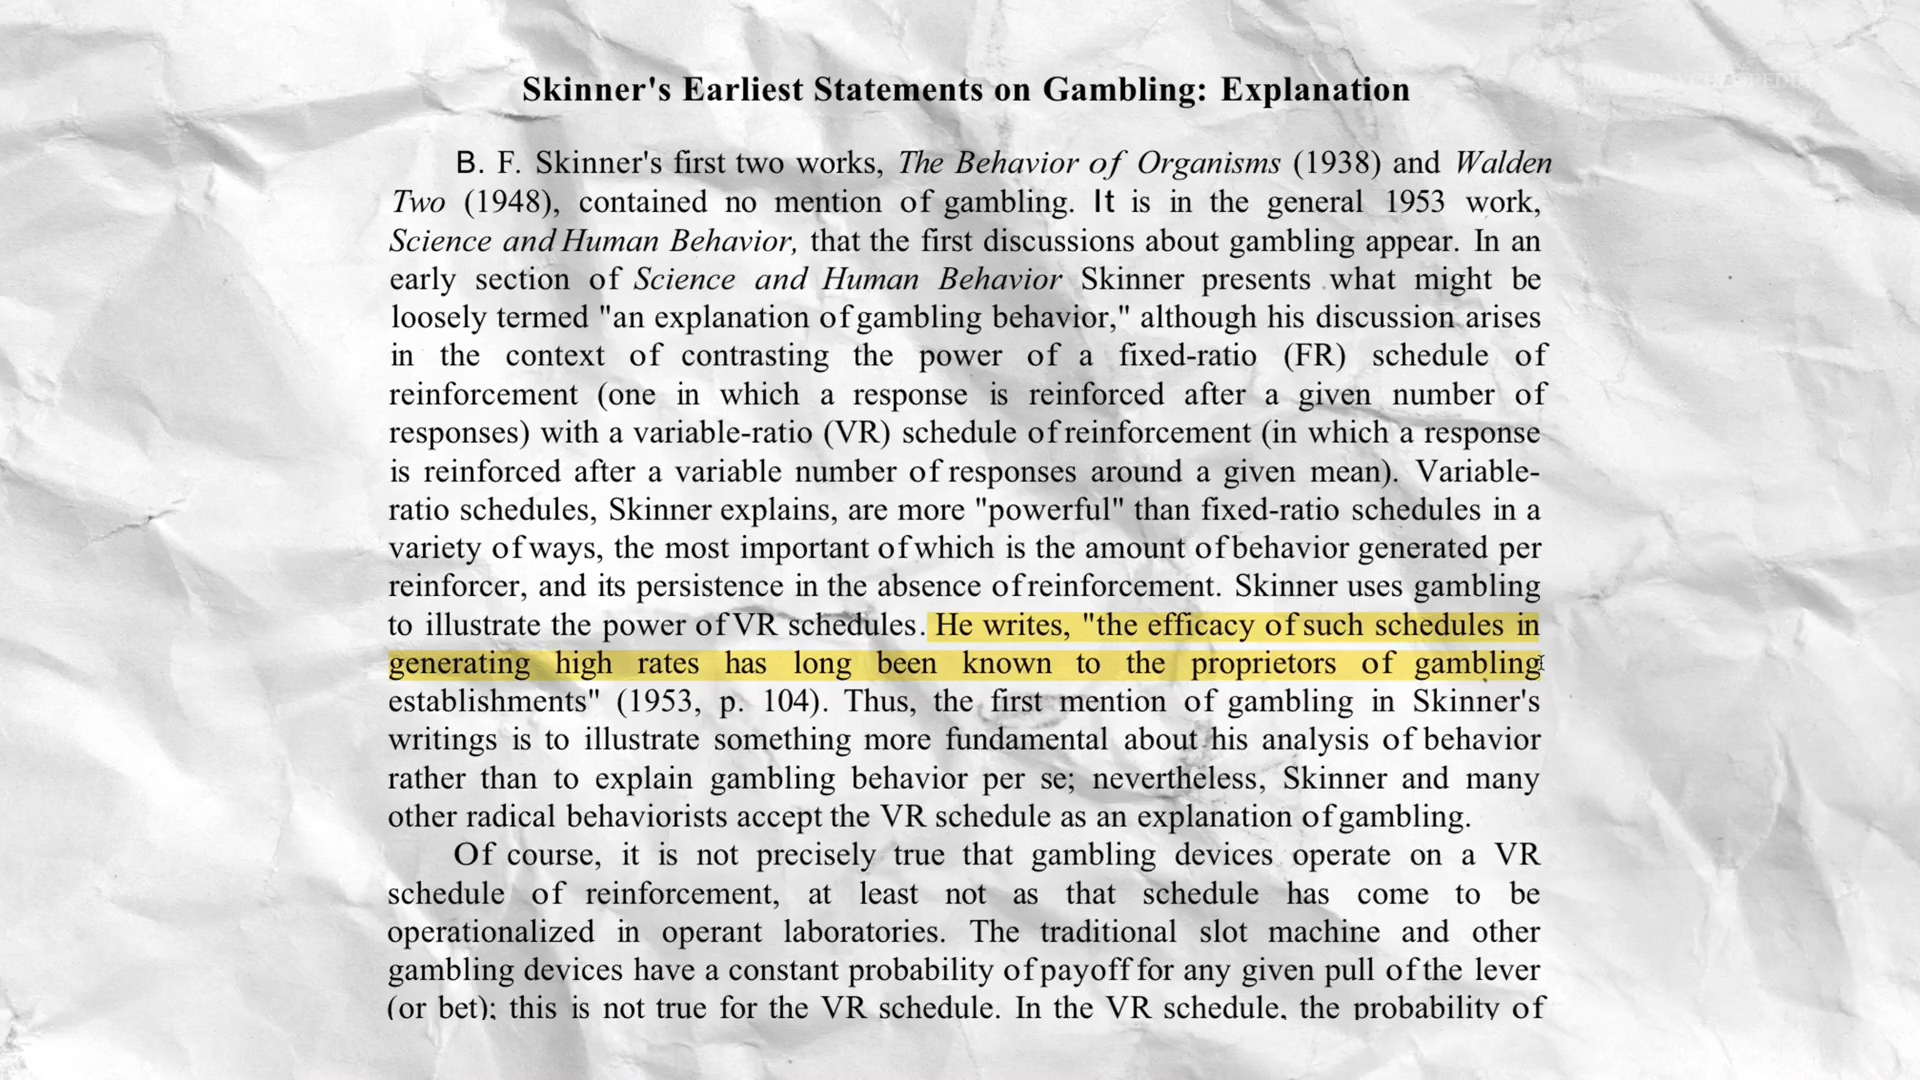 Skinner's Earliest Statements on Gambling: Explanation
B. F. Skinner's first two works, The Behavior of Organisms (1938) and Walden
Two (1948), contained no mention of gambling. It is in the general 1953 work,
Science and Human Behavior, that the first discussions about gambling appear. In an
early section of Science and Human Behavior Skinner presents what might be
loosely termed "an explanation of gambling behavior," although his discussion arises
in the context of contrasting the power of a fixed-ratio (FR) schedule of
reinforcement (one in which a response is reinforced after a given number of
responses) with a variable-ratio (VR) schedule of reinforcement (in which a response
is reinforced after a variable number of responses around a given mean). Variable-
ratio schedules, Skinner explains, are more "powerful" than fixed-ratio schedules in a
variety of ways, the most important of which is the amount of behavior generated per
reinforcer, and its persistence in the absence of reinforcement. Skinner uses gambling
to illustrate the power of VR schedules. He writes, "the efficacy of such schedules in
generating high rates has long been known to the proprietors of gambling
establishments" (1953, p. 104). Thus, the first mention of gambling in Skinner's
writings is to illustrate something more fundamental about his analysis of behavior
rather than to explain gambling behavior per se; nevertheless, Skinner and many
other radical behaviorists accept the VR schedule as an explanation of gambling.
Of course, it is not precisely true that gambling devices operate on a VR
schedule of reinforcement, at least not as that schedule has come to be
operationalized in operant laboratories. The traditional slot machine and other
gambling devices have a constant probability of payoff for any given pull of the lever
(or bet); this is not true for the VR schedule. In the VR schedule, the probability of